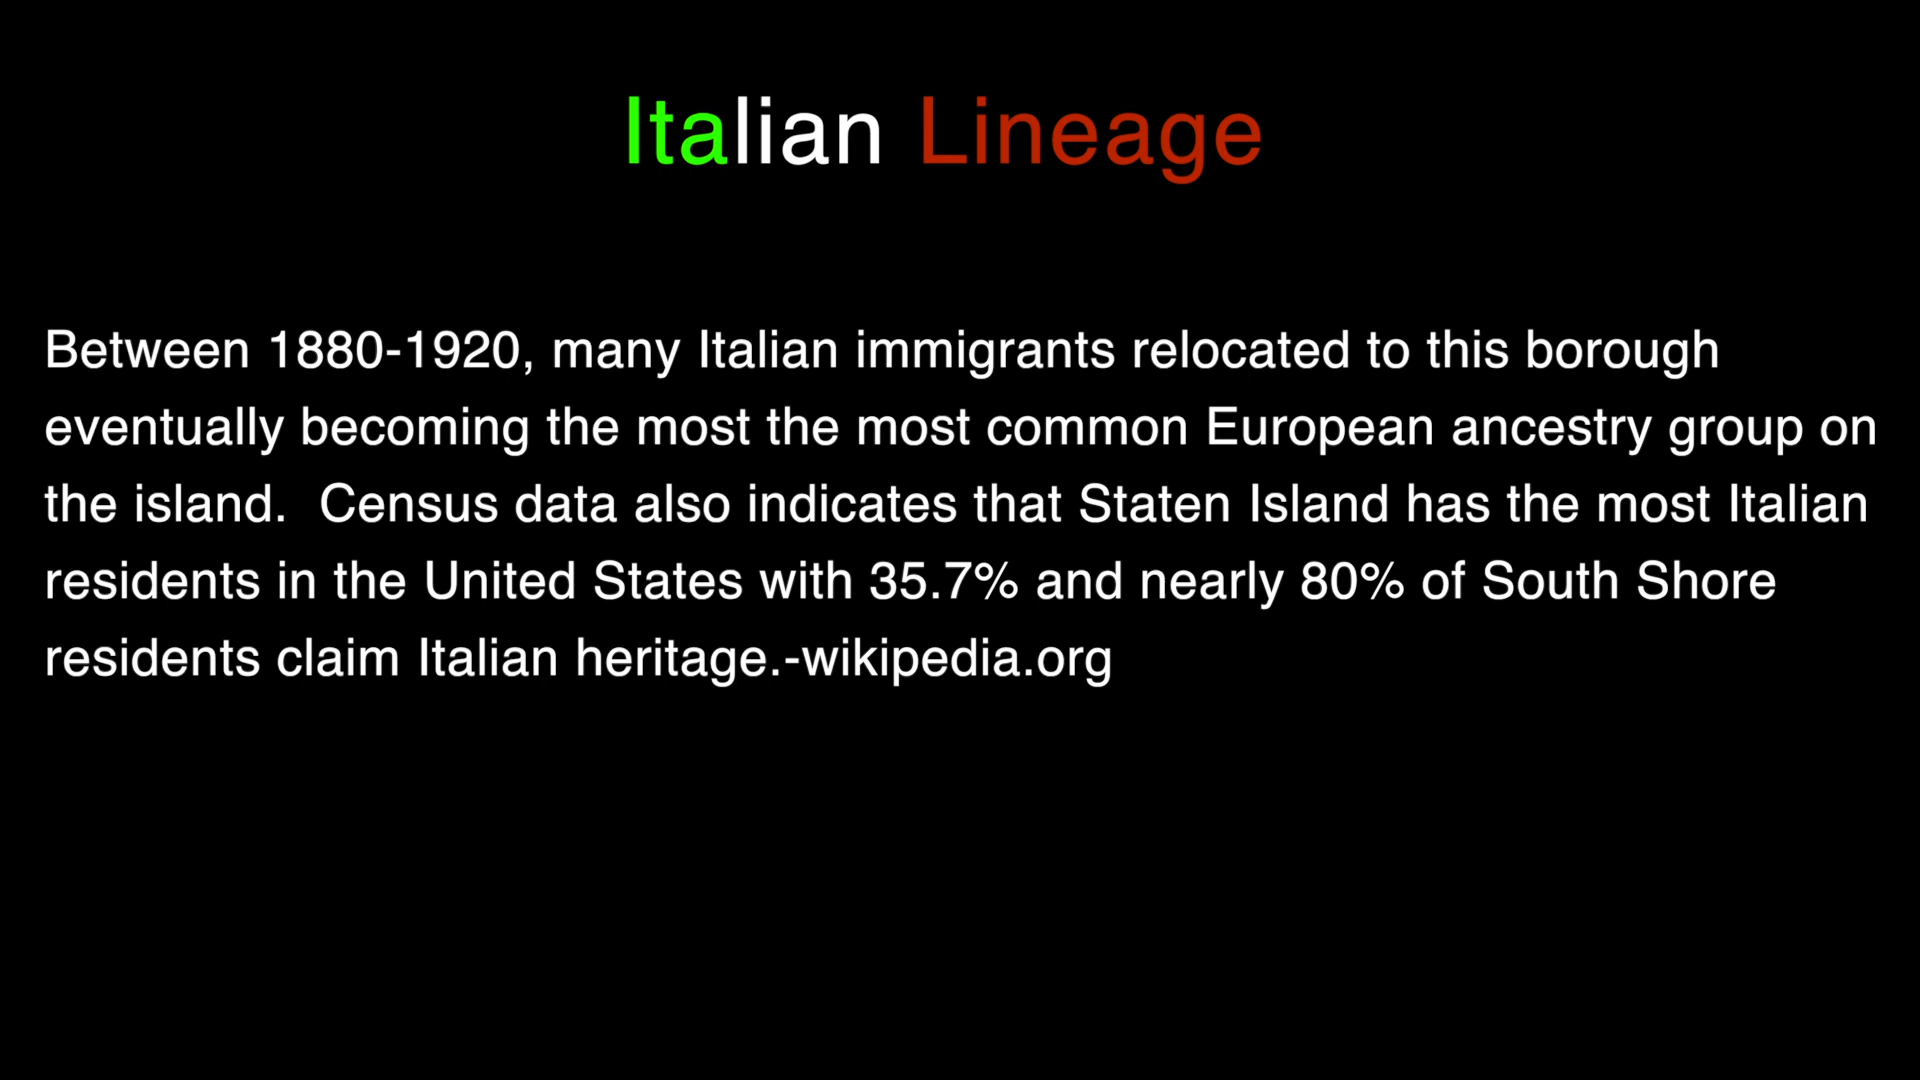 Italian Lineage
Between 1880-1920, many Italian immigrants relocated to this borough
eventually becoming the most the most common European ancestry group on
the island.  Census data also indicates that Staten Island has the most Italian
residents in the United States with 35.7% and nearly 80% of South Shore
residents claim Italian heritage.-wikipedia.org